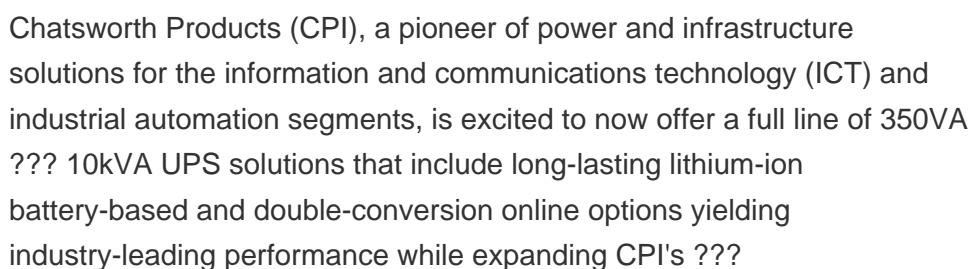 Chatsworth Products (CPI), a pioneer of power and infrastructure
solutions for the information and communications technology (ICT) and
industrial automation segments, is excited to now offer a full line of 350VA
??? 10kVA UPS solutions that include long-lasting lithium-ion
battery-based and double-conversion online options yielding
industry-leading performance while expanding CPI's ???